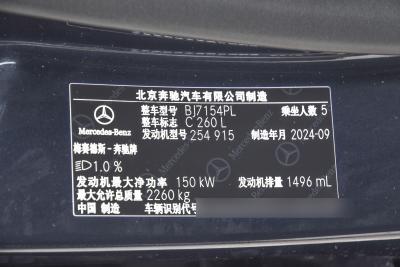 北京奔驰汽车有限公司制造
整车型号 BJ7154PL 乘坐人数 5
整车标志 C 260 L
发动机型号 254 915 制造年月 2024-09
Mercedes-Benz
梅赛德斯-奔驰牌
1.0 %
发动机最大净功率 150 kW 发动机排量 1496 mL
最大允许总质量 2260 kg
中国 制造 车辆识别代号